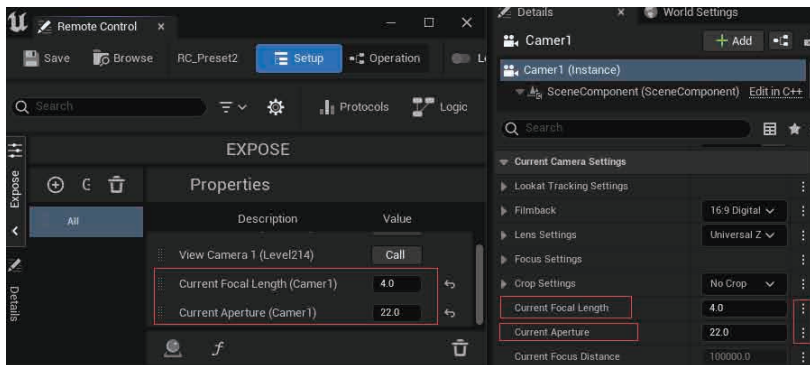 Remote Control
Save
Browse
RC_Preset2
Setup
Operation
Search
Protocols
Logic
EXPOSE
Expose
Details
All
Properties
Description
Value
View Camera 1 (Level214)
Call
Current Focal Length (Camer1)
4.0
Current Aperture (Camer1)
22.0
Details
World Settings
Camer1
Add
Camer1 (Instance)
SceneComponent (SceneComponent)
Edit in C++
Search
Current Camera Settings
Lookat Tracking Settings
Filmback
16:9 Digital
Lens Settings
Universal Z
Focus Settings
Crop Settings
No Crop
Current Focal Length
4.0
Current Aperture
22.0
Current Focus Distance
100000.0